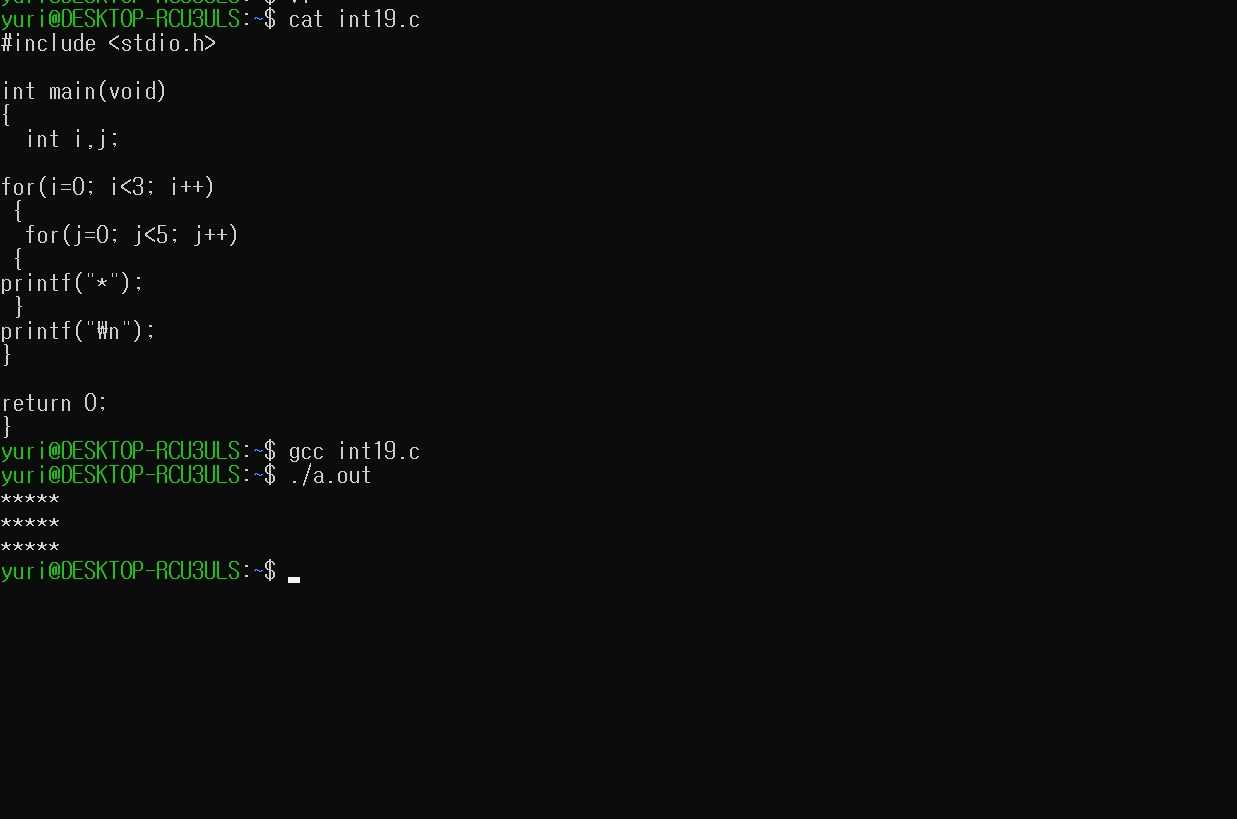 yuri@DESKTOP-RCU3ULS:~$ cat int19.c
#include <stdio.h>
int main(void)
{
  int i,j;
for(i=0; i<3; i++)
 {
  for(j=0; j<5; j++)
 {
printf("*");
 }
printf("₩n");
}
return 0;
}
yuri@DESKTOP-RCU3ULS:~$ gcc int19.c
yuri@DESKTOP-RCU3ULS:~$ ./a.out
*****
*****
*****
yuri@DESKTOP-RCU3ULS:~$